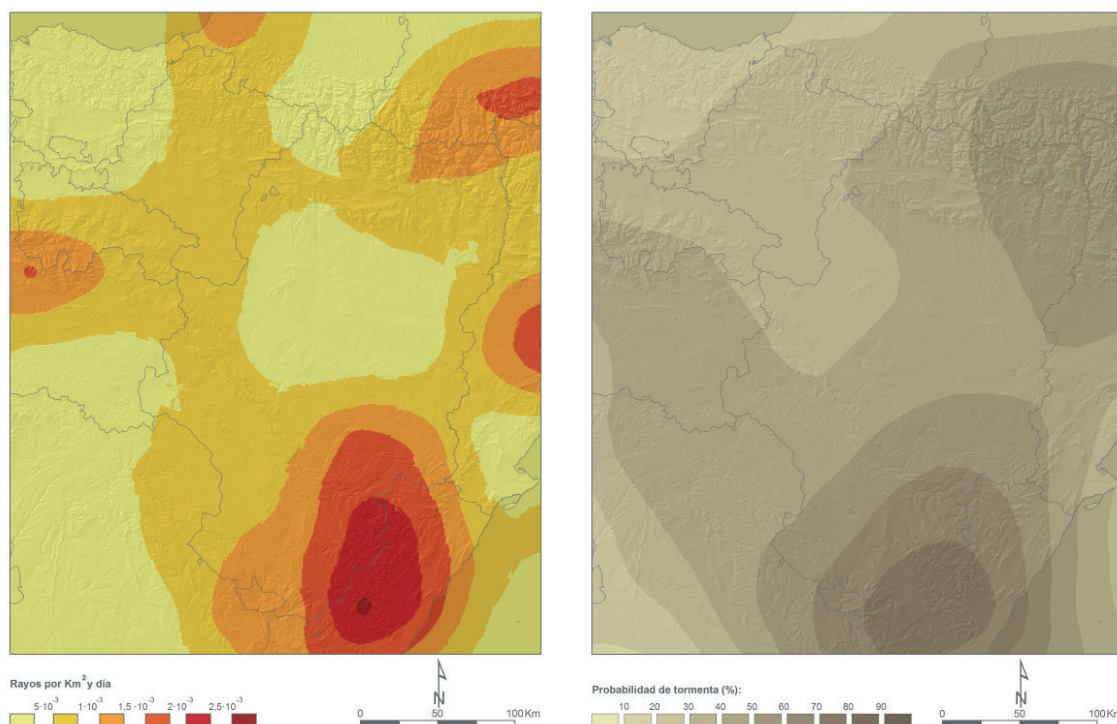 Rayos por Km² y día
5·10⁻³ 1·10⁻³ 1,5·10⁻³ 2·10⁻³ 2,5·10⁻³
N
0 50 100 Km
Probabilidad de tormenta (%):
10 20 30 40 50 60 70 80 90
N
0 50 100 Km